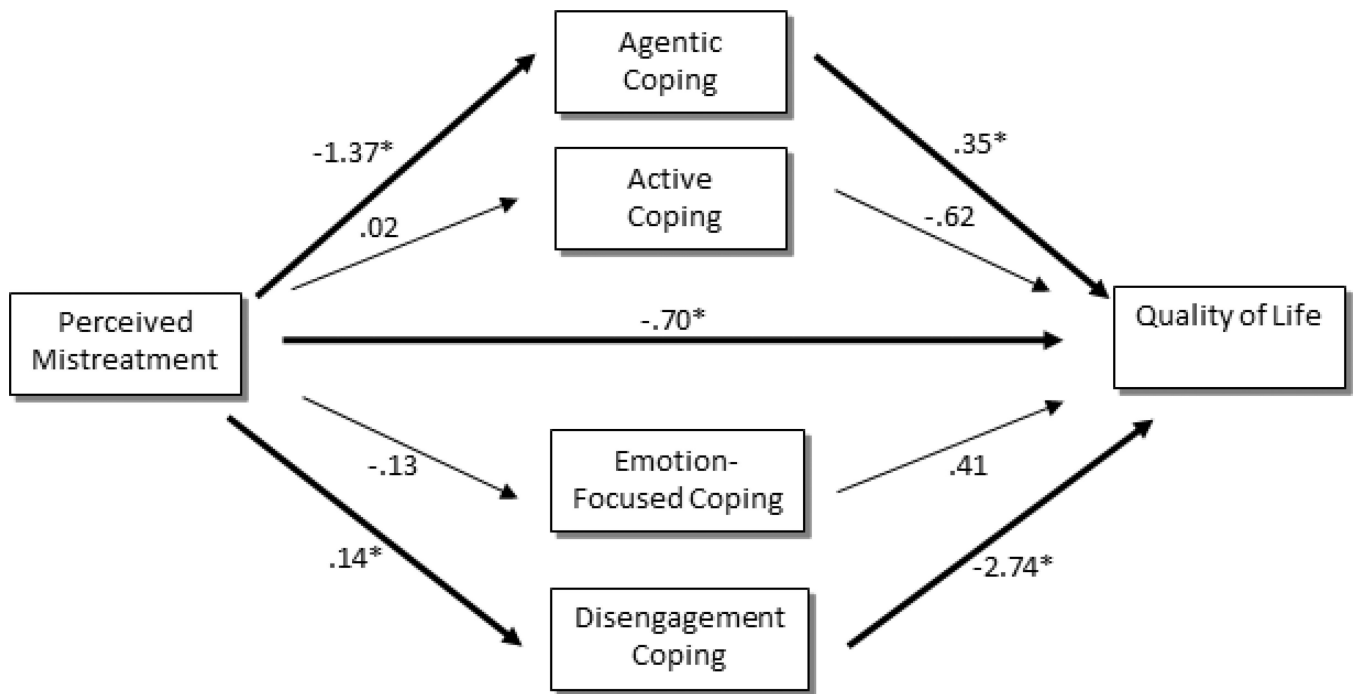 Agentic
Coping
-1.37*
.35*
Active
Coping
.02
-.62
Perceived
Mistreatment
-.70*
Quality of Life
-.13
Emotion-
Focused Coping
.41
.14*
Disengagement
Coping
-2.74*